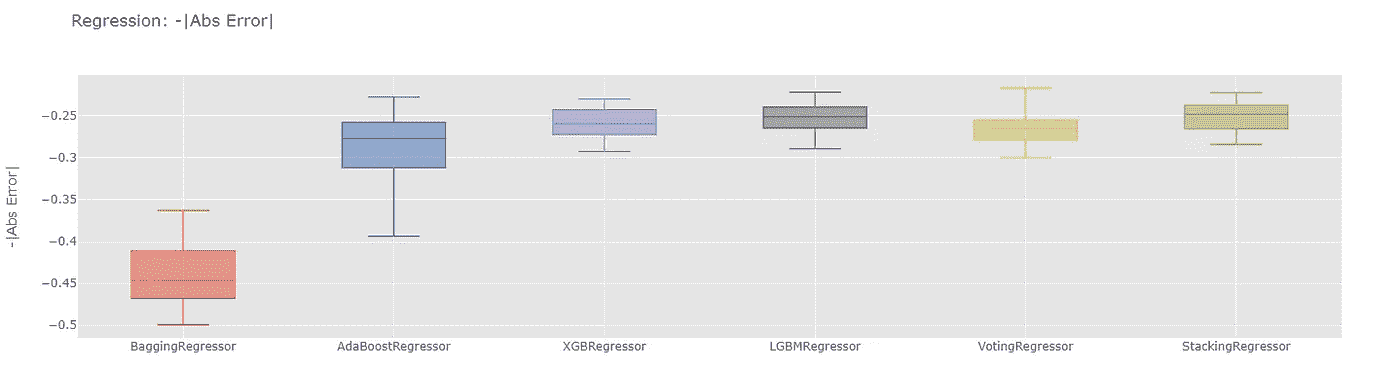 Regression: -|Abs Error|
-|Abs Error|
−0.25
−0.3
−0.35
−0.4
−0.45
−0.5
BaggingRegressor AdaBoostRegressor XGBRegressor LGBMRegressor VotingRegressor StackingRegressor